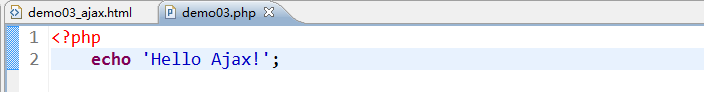 demo03_ajax.html demo03.php
1 <?php
2 echo 'Hello Ajax!';